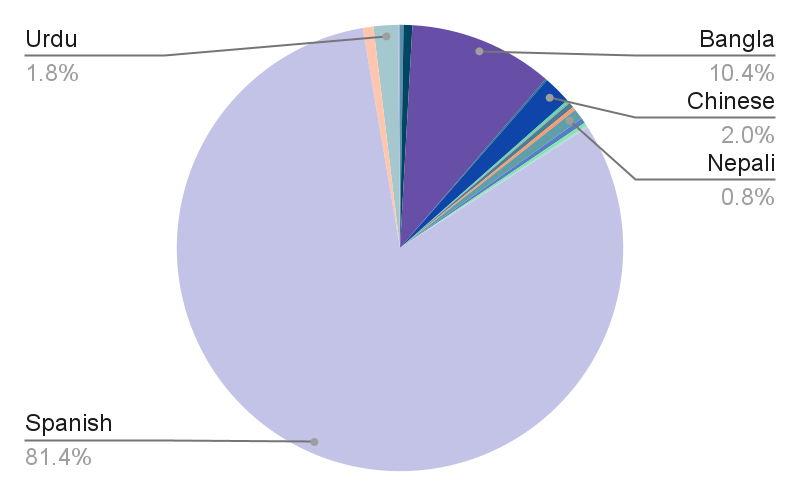 Urdu
1.8%
Bangla
10.4%
Chinese
2.0%
Nepali
0.8%
Spanish
81.4%